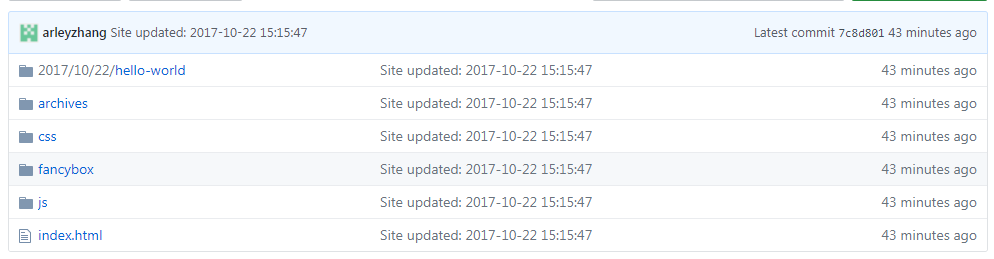 arleyzhang Site updated: 2017-10-22 15:15:47 Latest commit 7c8d801 43 minutes ago
2017/10/22/hello-world Site updated: 2017-10-22 15:15:47 43 minutes ago
archives Site updated: 2017-10-22 15:15:47 43 minutes ago
css Site updated: 2017-10-22 15:15:47 43 minutes ago
fancybox Site updated: 2017-10-22 15:15:47 43 minutes ago
js Site updated: 2017-10-22 15:15:47 43 minutes ago
index.html Site updated: 2017-10-22 15:15:47 43 minutes ago